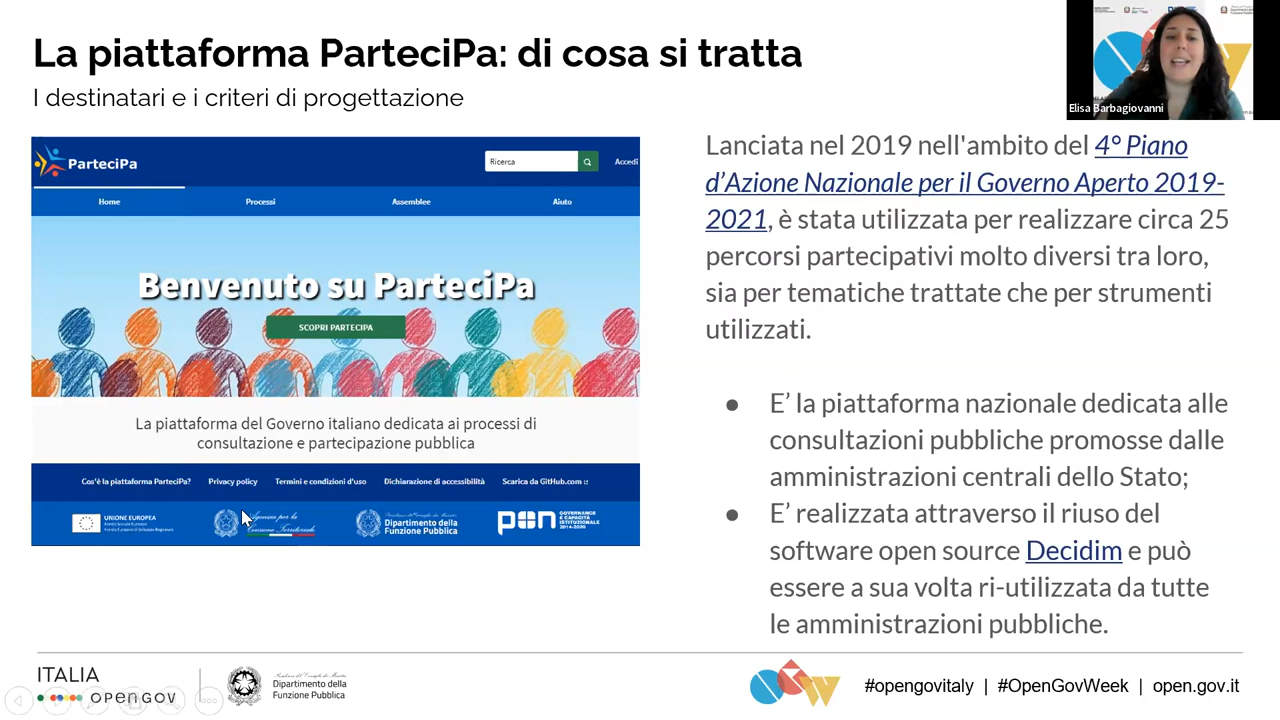 La piattaforma ParteciPa: di cosa si tratta
I destinatari e i criteri di progettazione
Elisa Barbagiovanni
ParteciPa
Ricerca
Accedi
Home
Processi
Assemblee
Aiuto
Benvenuto su ParteciPa
SCOPRI PARTECIPA
La piattaforma del Governo italiano dedicata ai processi di
consultazione e partecipazione pubblica
Cos'è la piattaforma ParteciPa?
Privacy policy
Termini e condizioni d'uso
Dichiarazione di accessibilità
Scarica da GitHub.com
UNIONE EUROPEA
Fondo Sociale Europeo
Fondo Europeo di Sviluppo Regionale
Agenzia per la
Coesione Territoriale
Dipartimento della
Funzione Pubblica
pon
GOVERNANCE
E CAPACITÀ
ISTITUZIONALE
2014-2020
Lanciata nel 2019 nell'ambito del 4° Piano
d’Azione Nazionale per il Governo Aperto 2019-
2021, è stata utilizzata per realizzare circa 25
percorsi partecipativi molto diversi tra loro,
sia per tematiche trattate che per strumenti
utilizzati.
● E’ la piattaforma nazionale dedicata alle
consultazioni pubbliche promosse dalle
amministrazioni centrali dello Stato;
● E’ realizzata attraverso il riuso del
software open source Decidim e può
essere a sua volta ri-utilizzata da tutte
le amministrazioni pubbliche.
ITALIA
open gov
Presidenza del Consiglio dei Ministri
Dipartimento della
Funzione Pubblica
OGW
#opengovitaly | #OpenGovWeek | open.gov.it